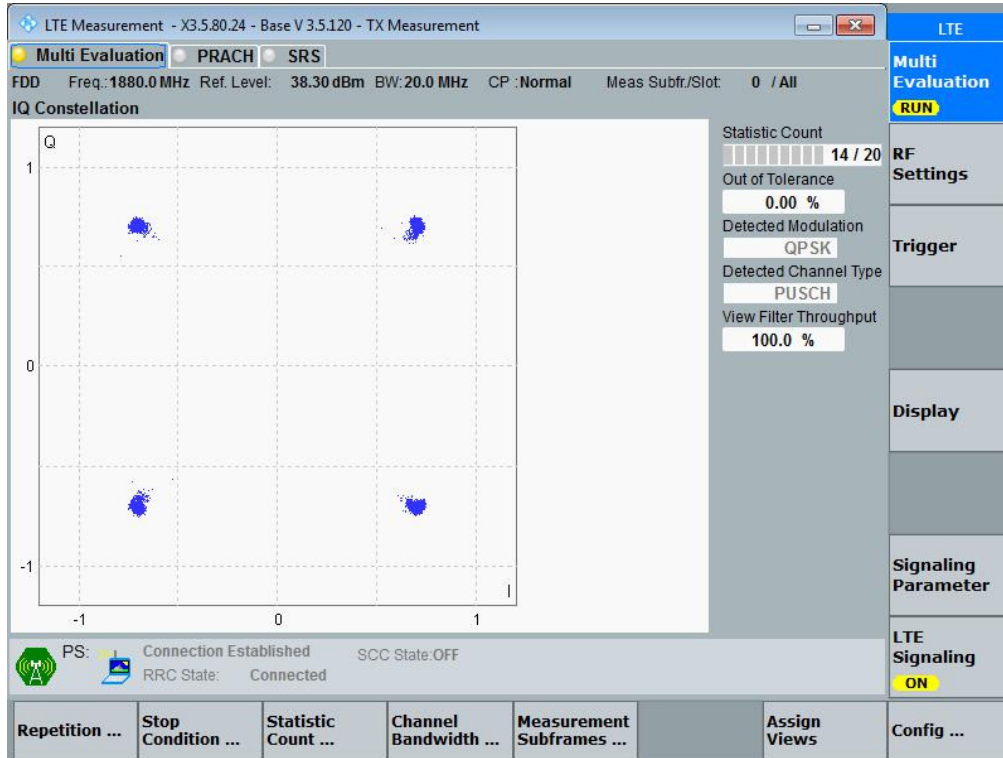 LTE Measurement - X3.5.80.24 - Base V 3.5.120 - TX Measurement
LTE
Multi Evaluation PRACH SRS
FDD Freq.:1880.0 MHz Ref. Level: 38.30 dBm BW:20.0 MHz CP :Normal Meas Subfr./Slot: 0 / All
IQ Constellation
Q
1
0
-1
-1 0 1
I
Statistic Count
14 / 20
Out of Tolerance
0.00 %
Detected Modulation
QPSK
Detected Channel Type
PUSCH
View Filter Throughput
100.0 %
Multi
Evaluation
RUN
RF
Settings
Trigger
Display
Signaling
Parameter
LTE
Signaling
ON
PS: Connection Established SCC State:OFF
RRC State: Connected
Repetition ...
Stop
Condition ...
Statistic
Count ...
Channel
Bandwidth ...
Measurement
Subframes ...
Assign
Views
Config ...